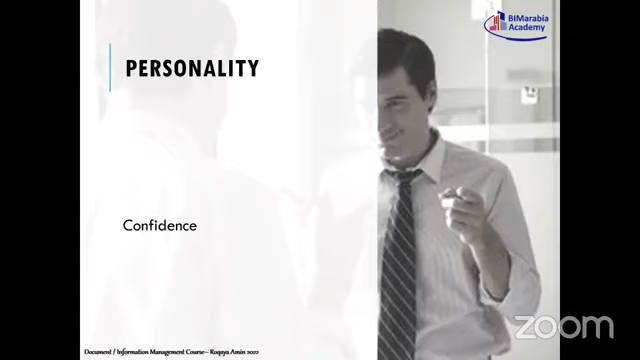 BIMarabia
Academy
PERSONALITY
Confidence
Document / Information Management Course– Roqaya Amin 2022
zoom